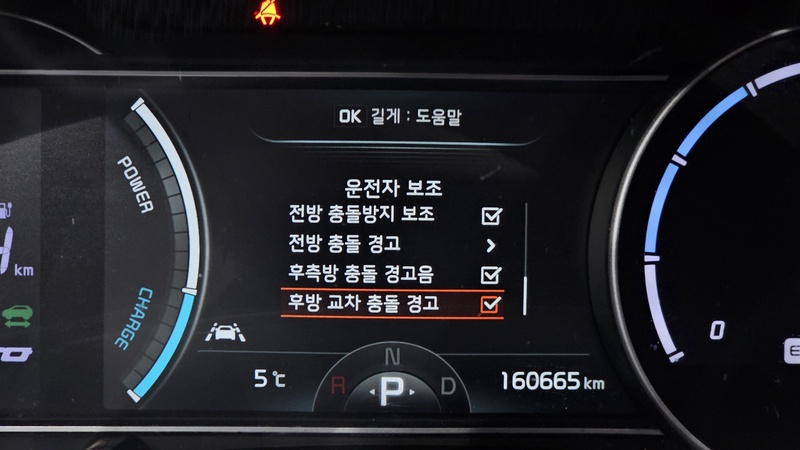 OK 길게 : 도움말
운전자 보조
전방 충돌방지 보조
전방 충돌 경고
후측방 충돌 경고음
후방 교차 충돌 경고
POWER
CHARGE
km
N
R P D
5℃
160665 km
0